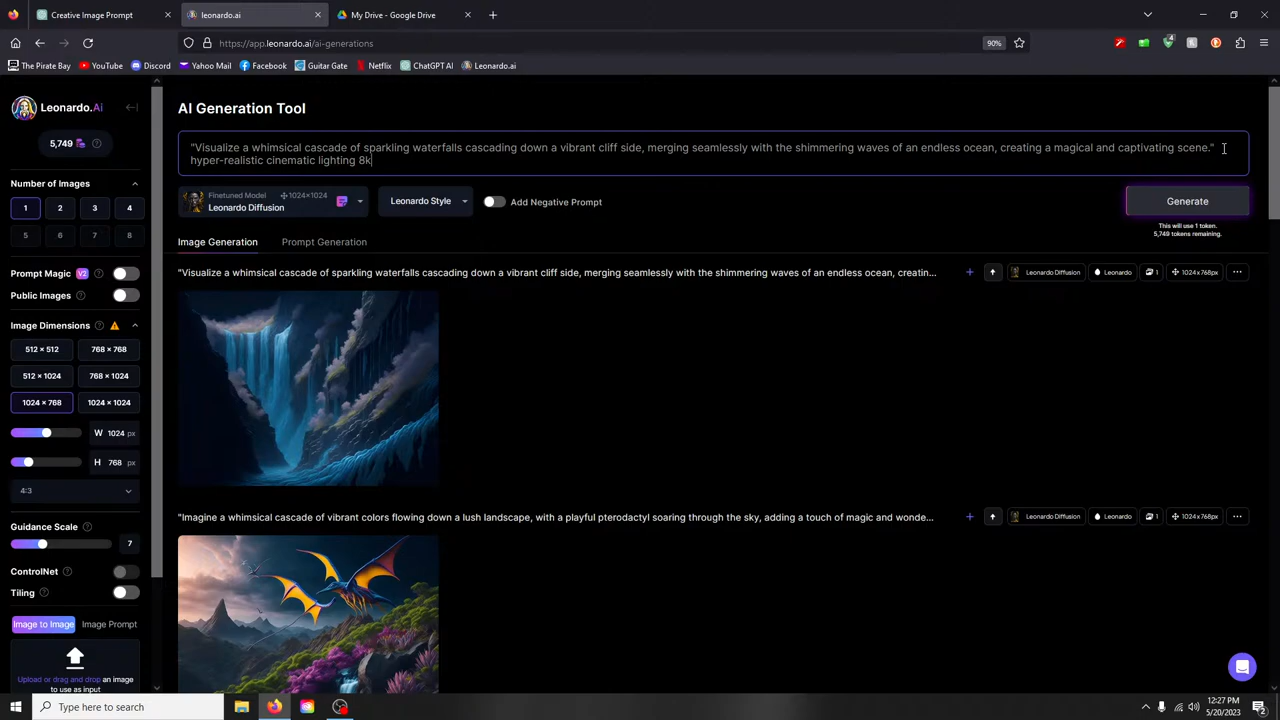 Creative Image Prompt
leonardo.ai
My Drive - Google Drive
https://app.leonardo.ai/ai-generations
90%
4
The Pirate Bay
YouTube
Discord
Yahoo Mail
Facebook
Guitar Gate
Netflix
ChatGPT AI
Leonardo.ai
Leonardo.Ai
5,749
Number of Images
1 2 3 4
5 6 7 8
Prompt Magic V2
Public Images
Image Dimensions
512 × 512 768 × 768
512 × 1024 768 × 1024
1024 × 768 1024 × 1024
W 1024 px
H 768 px
4:3
Guidance Scale
7
ControlNet
Tiling
Image to Image Image Prompt
Upload or drag and drop an image
to use as input
AI Generation Tool
"Visualize a whimsical cascade of sparkling waterfalls cascading down a vibrant cliff side, merging seamlessly with the shimmering waves of an endless ocean, creating a magical and captivating scene."
hyper-realistic cinematic lighting 8k
Finetuned Model 1024×1024
Leonardo Diffusion
Leonardo Style
Add Negative Prompt
Generate
This will use 1 token.
5,749 tokens remaining.
Image Generation Prompt Generation
"Visualize a whimsical cascade of sparkling waterfalls cascading down a vibrant cliff side, merging seamlessly with the shimmering waves of an endless ocean, creatin...
Leonardo Diffusion Leonardo 1 1024×768px
"Imagine a whimsical cascade of vibrant colors flowing down a lush landscape, with a playful pterodactyl soaring through the sky, adding a touch of magic and wonde...
Leonardo Diffusion Leonardo 1 1024×768px
Type here to search
12:27 PM
5/20/2023
2